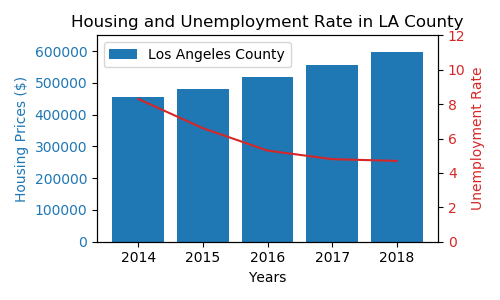 Housing and Unemployment Rate in LA County
Housing Prices ($)
600000
500000
400000
300000
200000
100000
0
Los Angeles County
12
10
8
6
4
2
0
Unemployment Rate
2014 2015 2016 2017 2018
Years